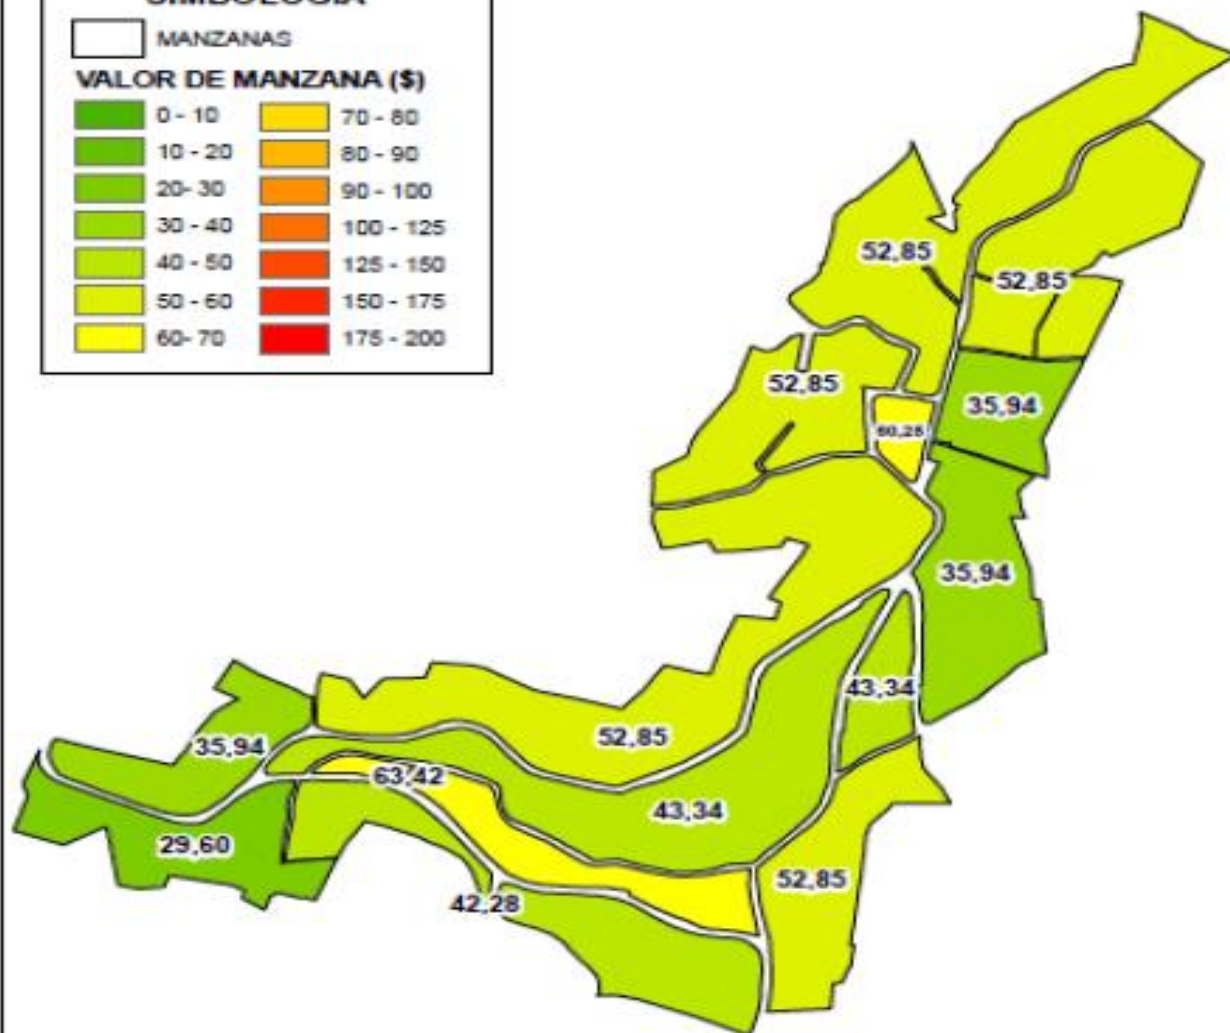 SIMBOLOGÍA
MANZANAS
VALOR DE MANZANA ($)
0 - 10
70 - 80
10 - 20
80 - 90
20- 30
90 - 100
30 - 40
100 - 125
40 - 50
125 - 150
50 - 60
150 - 175
60- 70
175 - 200
52,85
52,85
52,85
35,94
60,28
35,94
43,34
52,85
35,94
63,42
43,34
29,60
52,85
42,28